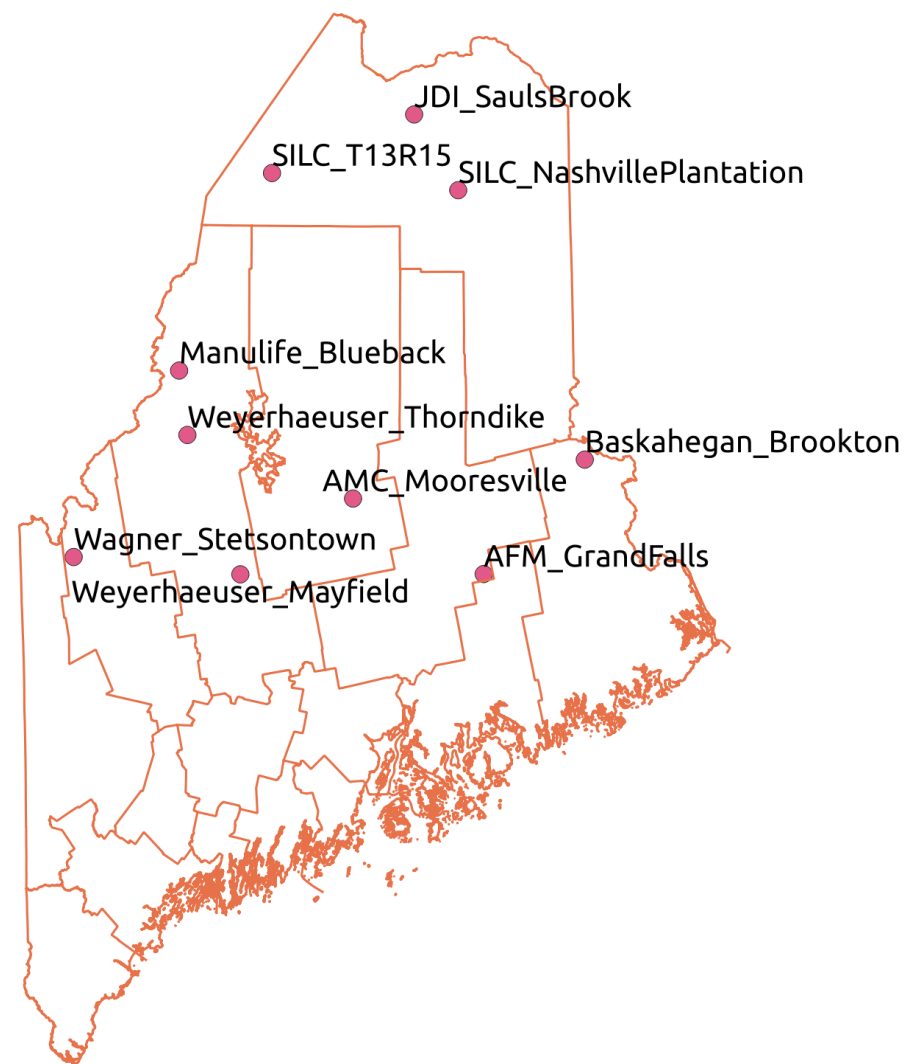 JDI_SaulsBrook
SILC_T13R15
SILC_NashvillePlantation
Manulife_Blueback
Weyerhaeuser_Thorndike
Baskahegan_Brookton
AMC_Mooresville
Wagner_Stetsontown
AFM_GrandFalls
Weyerhaeuser_Mayfield